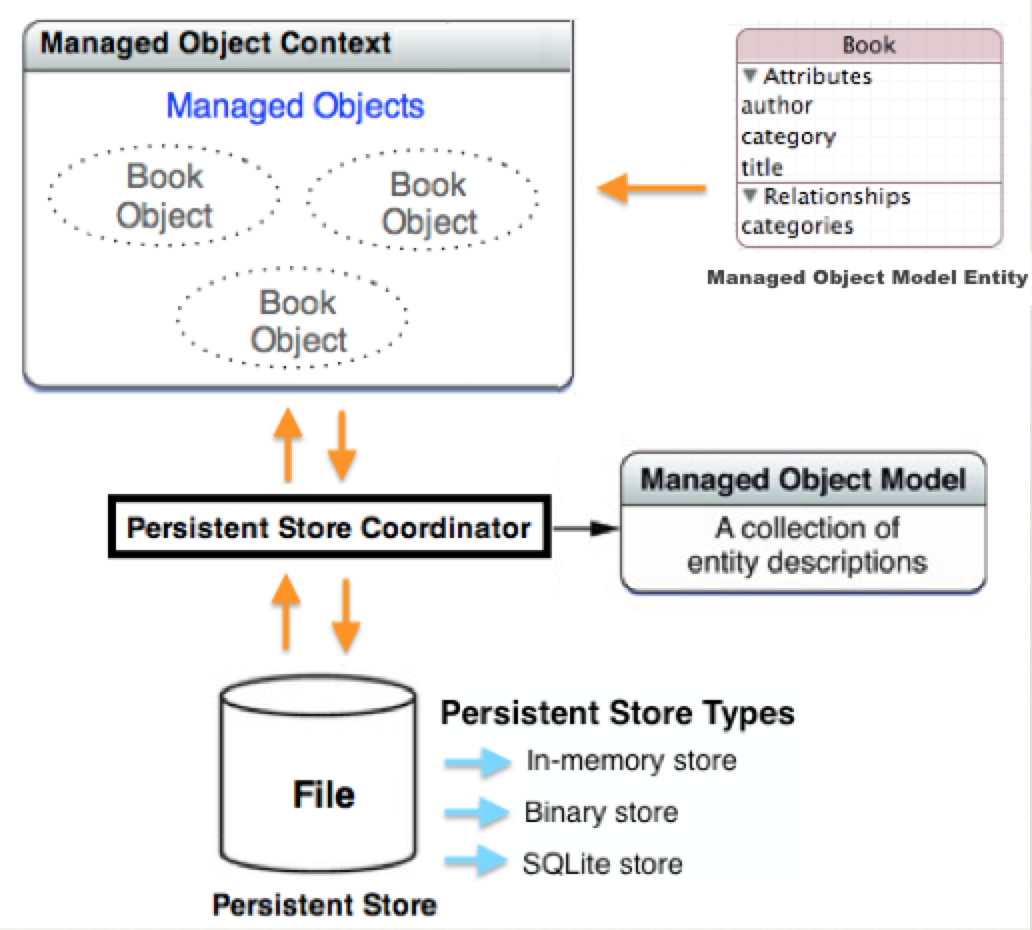 Managed Object Context
Managed Objects
Book
Object
Book
Object
Book
Object
Book
▼ Attributes
author
category
title
▼ Relationships
categories
Managed Object Model Entity
Persistent Store Coordinator
Managed Object Model
A collection of
entity descriptions
File
Persistent Store
Persistent Store Types
In-memory store
Binary store
SQLite store